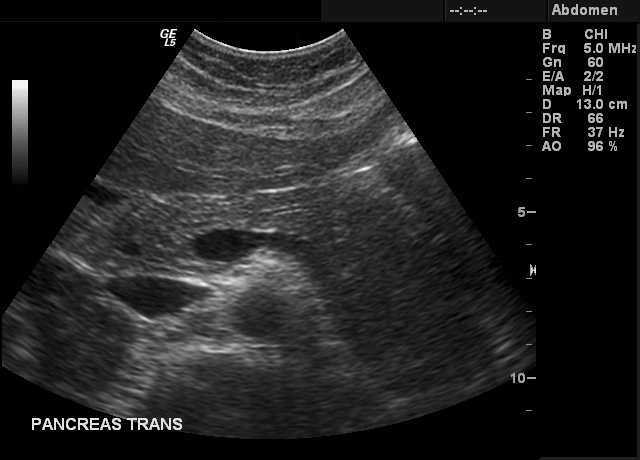 --:--:--
Abdomen
GE
L5
B CHI
Frq 5.0 MHz
Gn 60
E/A 2/2
Map H/1
D 13.0 cm
DR 66
FR 37 Hz
AO 96 %
5
10
PANCREAS TRANS